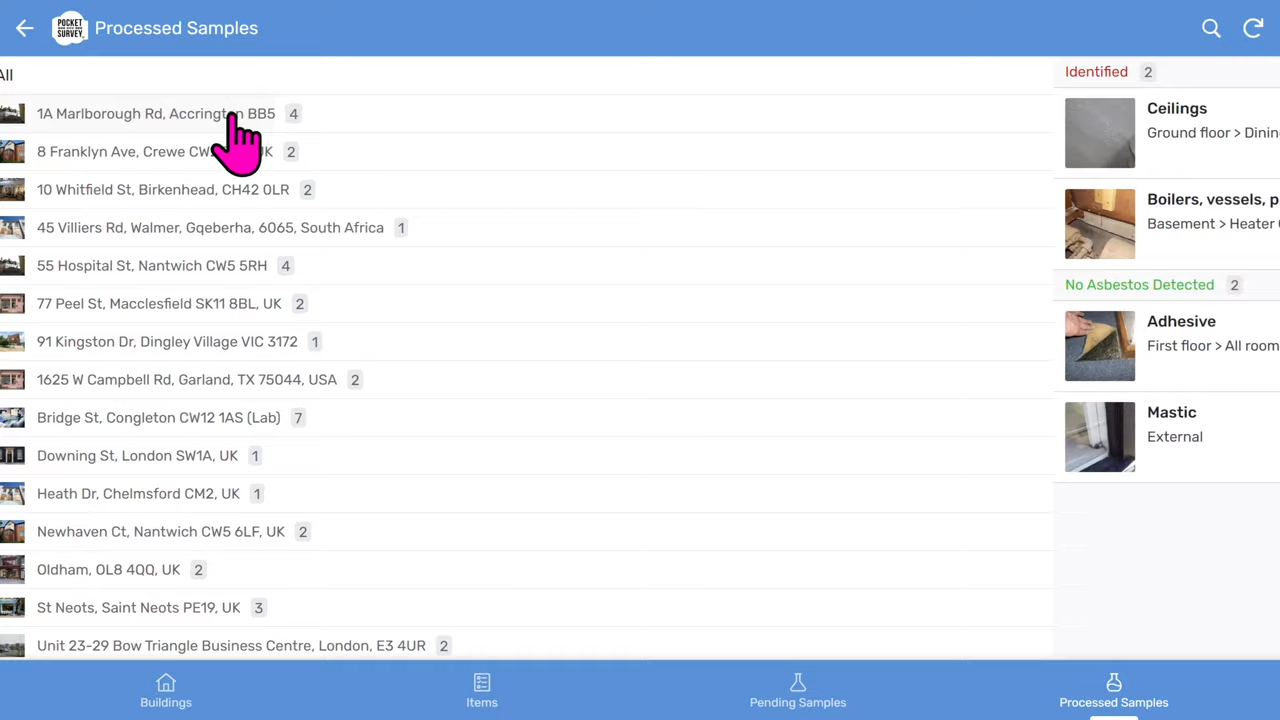 POCKET
SURVEY
Processed Samples
All
1A Marlborough Rd, Accrington BB5 4
8 Franklyn Ave, Crewe CW UK 2
10 Whitfield St, Birkenhead, CH42 0LR 2
45 Villiers Rd, Walmer, Gqeberha, 6065, South Africa 1
55 Hospital St, Nantwich CW5 5RH 4
77 Peel St, Macclesfield SK11 8BL, UK 2
91 Kingston Dr, Dingley Village VIC 3172 1
1625 W Campbell Rd, Garland, TX 75044, USA 2
Bridge St, Congleton CW12 1AS (Lab) 7
Downing St, London SW1A, UK 1
Heath Dr, Chelmsford CM2, UK 1
Newhaven Ct, Nantwich CW5 6LF, UK 2
Oldham, OL8 4QQ, UK 2
St Neots, Saint Neots PE19, UK 3
Unit 23-29 Bow Triangle Business Centre, London, E3 4UR 2
Identified 2
Ceilings
Ground floor > Dinin
Boilers, vessels, p
Basement > Heater
No Asbestos Detected 2
Adhesive
First floor > All room
Mastic
External
Buildings
Items
Pending Samples
Processed Samples